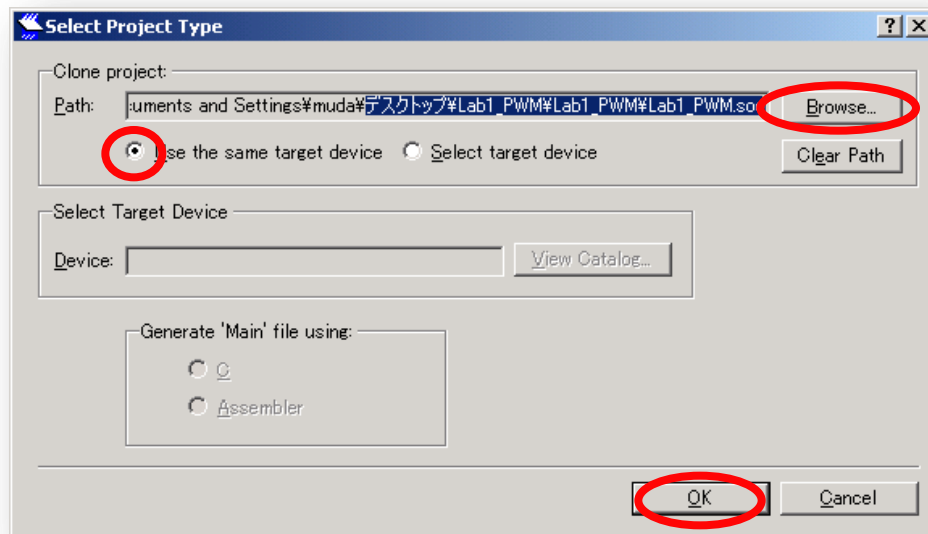 Select Project Type
Clone project:
Path: :uments and Settings¥muda¥デスクトップ¥Lab1_PWM¥Lab1_PWM¥Lab1_PWM.soc Browse...
Use the same target device Select target device Clear Path
Select Target Device
Device: View Catalog...
Generate 'Main' file using:
C
Assembler
OK Cancel